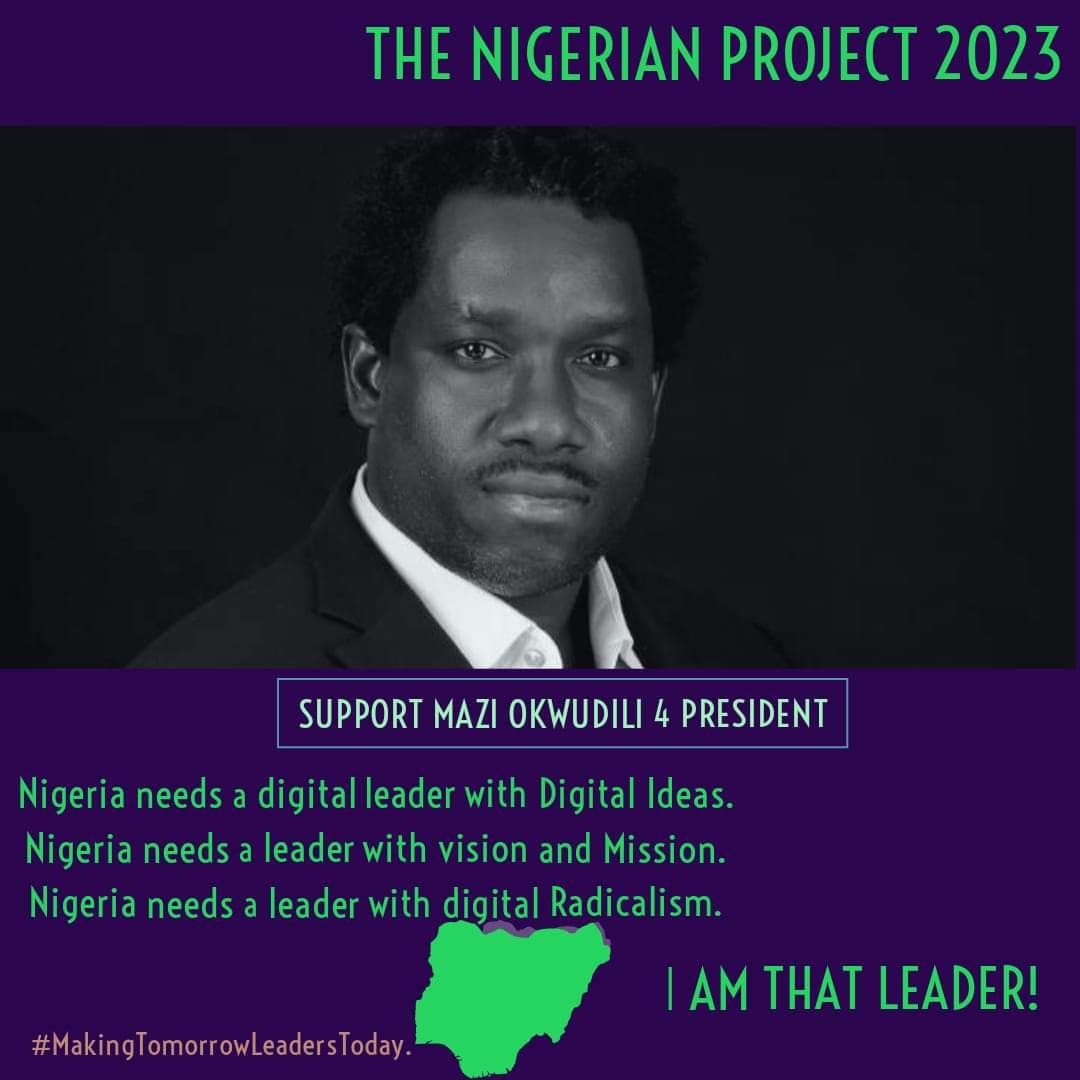 THE NIGERIAN PROJECT 2023
SUPPORT MAZI OKWUDILI 4 PRESIDENT
Nigeria needs a digital leader with Digital Ideas.
Nigeria needs a leader with vision and Mission.
Nigeria needs a leader with digital Radicalism.
I AM THAT LEADER!
#MakingTomorrowLeadersToday.